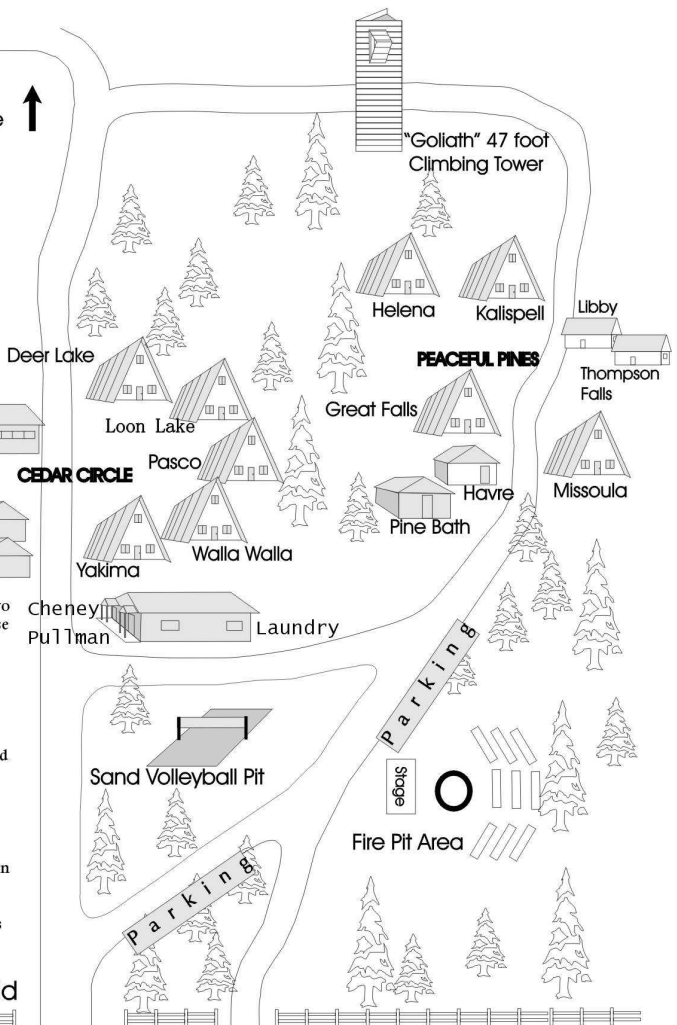 e
"Goliath" 47 foot
Climbing Tower
Helena
Kalispell
Libby
Deer Lake
PEACEFUL PINES
Thompson
Falls
Great Falls
Loon Lake
Pasco
CEDAR CIRCLE
Havre
Missoula
Pine Bath
Walla Walla
Yakima
ro
se
Cheney
Pullman
Laundry
Parking
d
Sand Volleyball Pit
Stage
Fire Pit Area
n
Parking
s
d